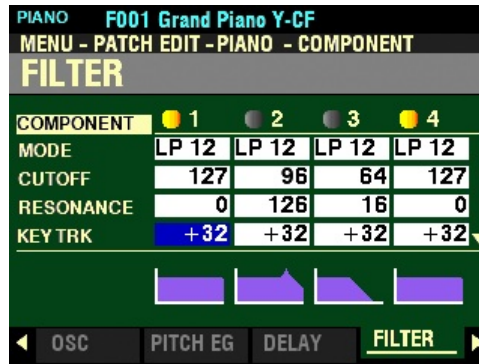 PIANO F001 Grand Piano Y-CF
MENU - PATCH EDIT - PIANO - COMPONENT
FILTER
COMPONENT 1 2 3 4
MODE LP 12 LP 12 LP 12 LP 12
CUTOFF 127 96 64 127
RESONANCE 0 126 16 0
KEY TRK +32 +32 +32 +32
OSC PITCH EG DELAY FILTER